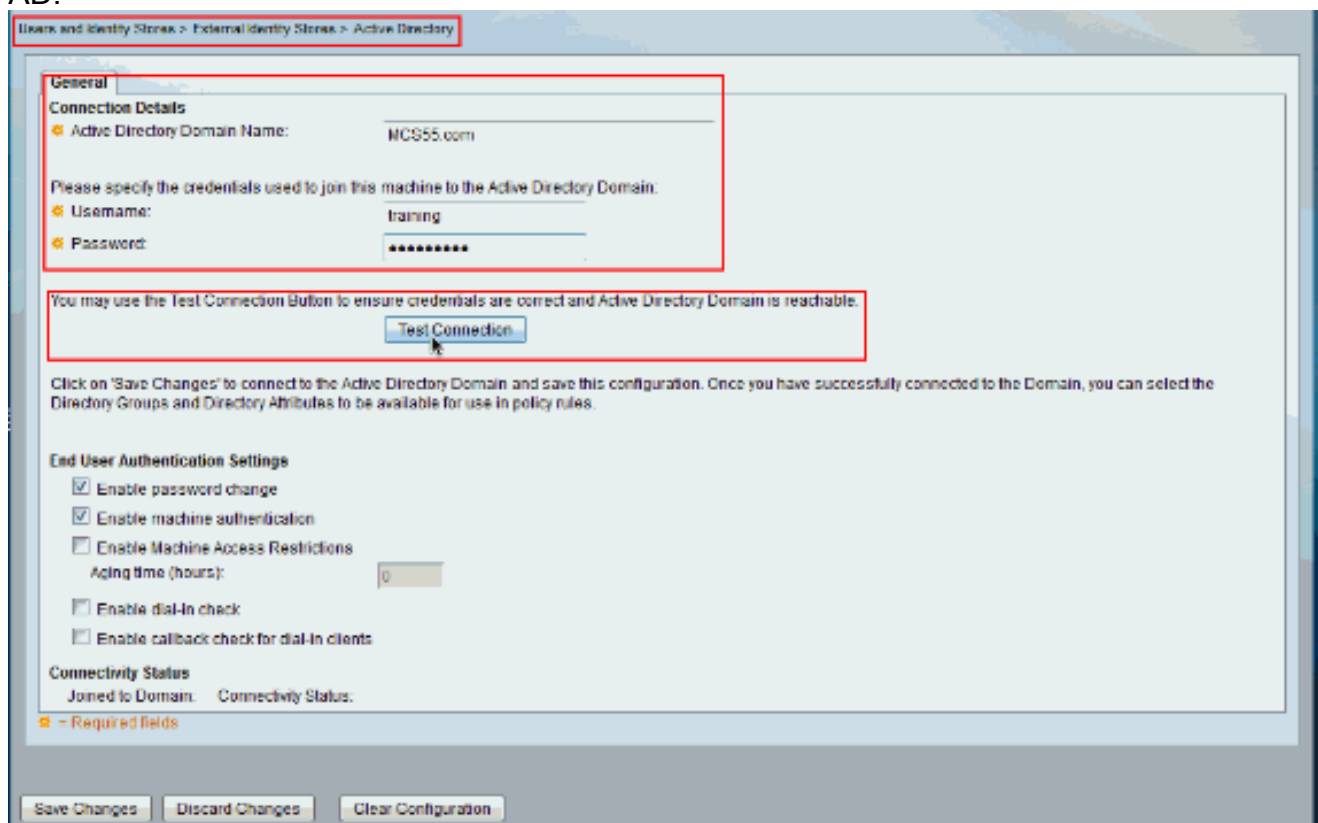 AD.
Users and Identity Stores > External Identity Stores > Active Directory
General
Connection Details
Active Directory Domain Name: MCS55.com
Please specify the credentials used to join this machine to the Active Directory Domain:
Username: training
Password: •••••••••
You may use the Test Connection Button to ensure credentials are correct and Active Directory Domain is reachable.
Test Connection
Click on 'Save Changes' to connect to the Active Directory Domain and save this configuration. Once you have successfully connected to the Domain, you can select the
Directory Groups and Directory Attributes to be available for use in policy rules.
End User Authentication Settings
Enable password change
Enable machine authentication
Enable Machine Access Restrictions
Aging time (hours): 0
Enable dial-in check
Enable callback check for dial-in clients
Connectivity Status
Joined to Domain: Connectivity Status:
= Required fields
Save Changes Discard Changes Clear Configuration